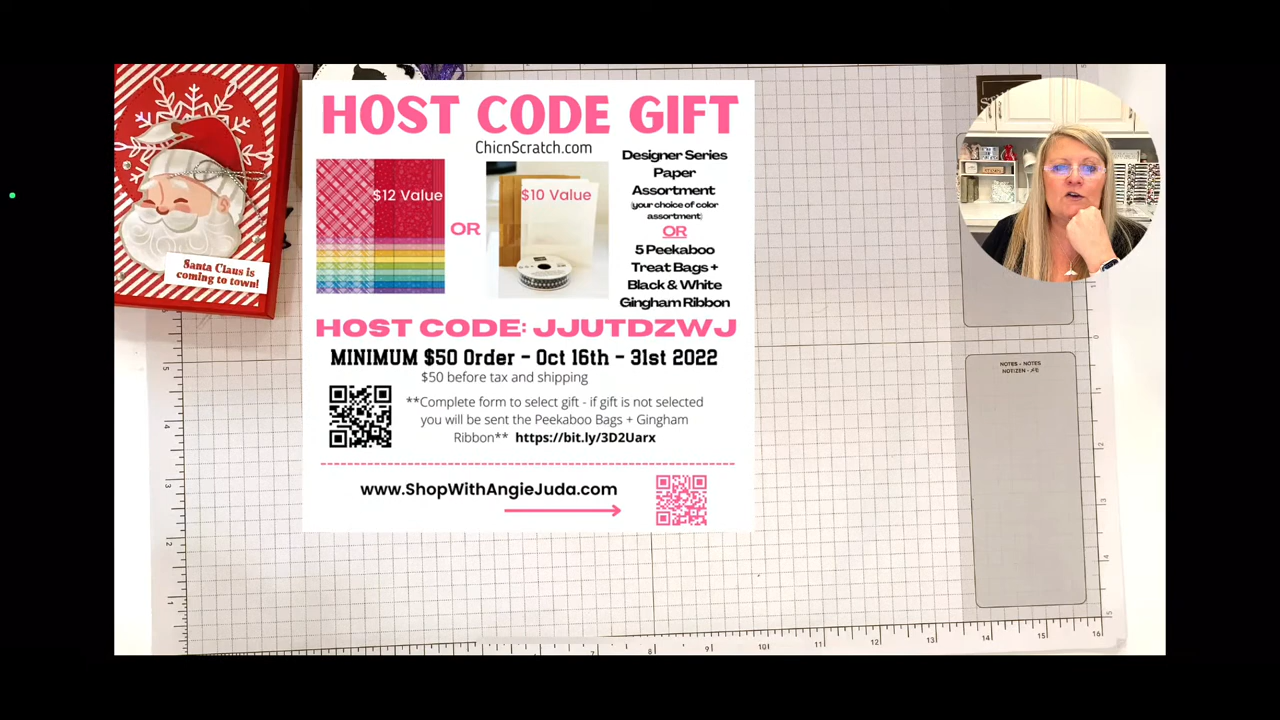 HOST CODE GIFT
ChicnScratch.com
$12 Value
OR
$10 Value
Designer Series
Paper
Assortment
(your choice of color
assortment)
OR
5 Peekaboo
Treat Bags +
Black & White
Gingham Ribbon
HOST CODE: JJUTDZWJ
MINIMUM $50 Order - Oct 16th - 31st 2022
$50 before tax and shipping
**Complete form to select gift - if gift is not selected
you will be sent the Peekaboo Bags + Gingham
Ribbon** https://bit.ly/3D2Uarx
www.ShopWithAngieJuda.com
Santa Claus is
coming to town!
NOTES - NOTES